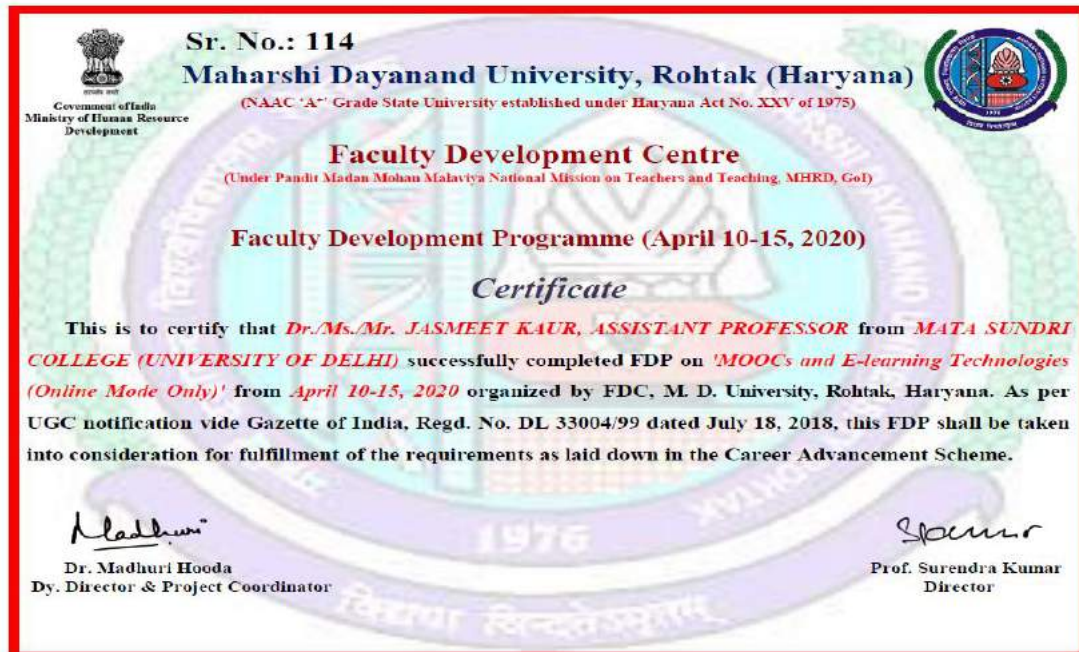 Sr. No.: 114
Maharshi Dayanand University, Rohtak (Haryana)
(NAAC 'A+' Grade State University established under Haryana Act No. XXV of 1975)
Government of India
Ministry of Human Resource
Development
Faculty Development Centre
(Under Pandit Madan Mohan Malaviya National Mission on Teachers and Teaching, MHRD, GoI)
Faculty Development Programme (April 10-15, 2020)
Certificate
This is to certify that Dr./Ms./Mr. JASMEET KAUR, ASSISTANT PROFESSOR from MATA SUNDRI
COLLEGE (UNIVERSITY OF DELHI) successfully completed FDP on 'MOOCs and E-learning Technologies
(Online Mode Only)' from April 10-15, 2020 organized by FDC, M. D. University, Rohtak, Haryana. As per
UGC notification vide Gazette of India, Regd. No. DL 33004/99 dated July 18, 2018, this FDP shall be taken
into consideration for fulfillment of the requirements as laid down in the Career Advancement Scheme.
Madhuri
Dr. Madhuri Hooda
Dy. Director & Project Coordinator
Prof. Surendra Kumar
Director
1976